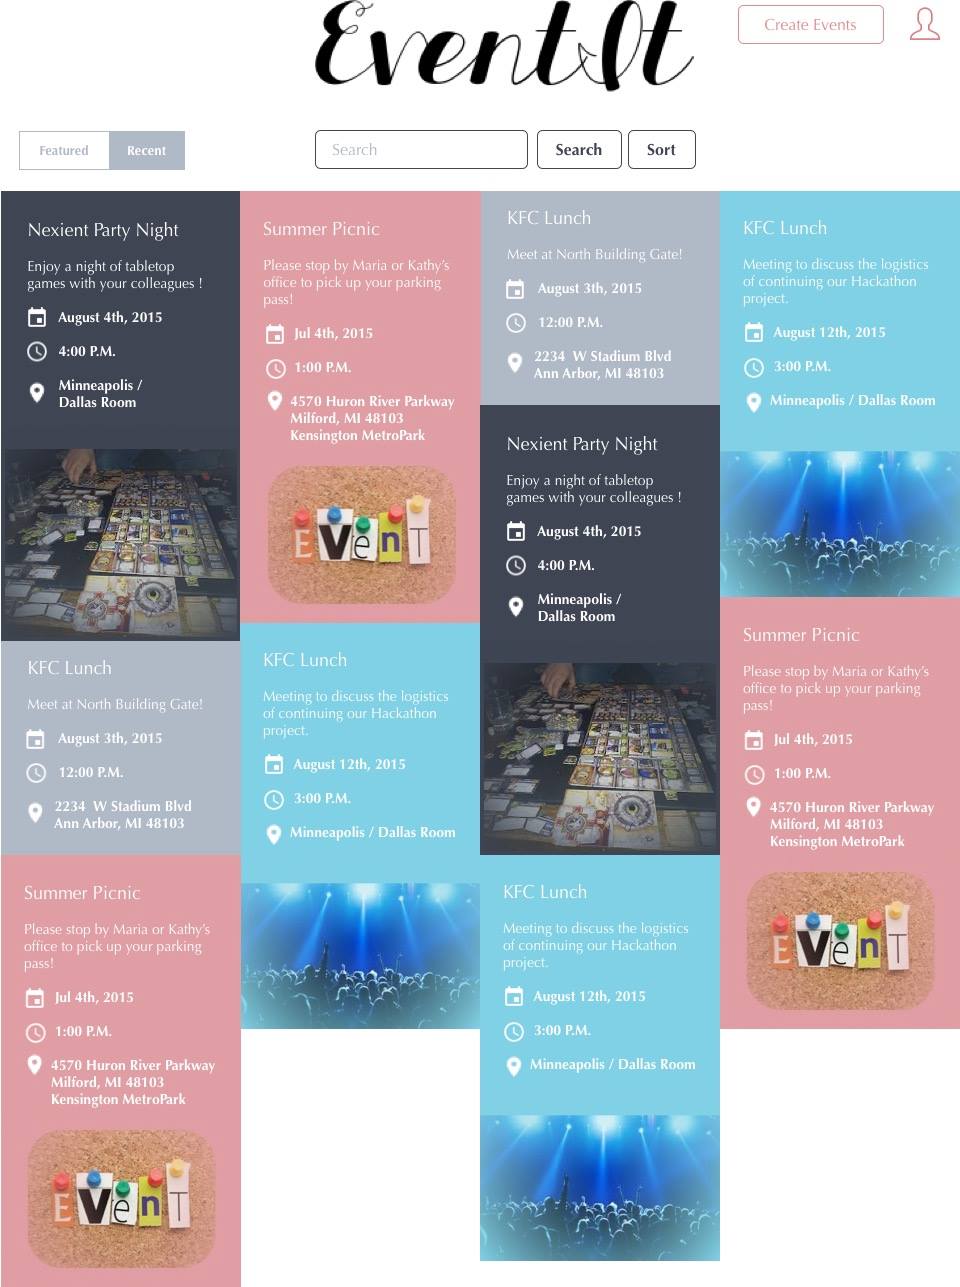 EventIt
Create Events
Featured
Recent
Search
Search
Sort
Nexient Party Night
Enjoy a night of tabletop
games with your colleagues !
August 4th, 2015
4:00 P.M.
Minneapolis /
Dallas Room
KFC Lunch
Meet at North Building Gate!
August 3th, 2015
12:00 P.M.
2234 W Stadium Blvd
Ann Arbor, MI 48103
Summer Picnic
Please stop by Maria or Kathy's
office to pick up your parking
pass!
Jul 4th, 2015
1:00 P.M.
4570 Huron River Parkway
Milford, MI 48103
Kensington MetroPark
EVenT
Summer Picnic
Please stop by Maria or Kathy's
office to pick up your parking
pass!
Jul 4th, 2015
1:00 P.M.
4570 Huron River Parkway
Milford, MI 48103
Kensington MetroPark
EVenT
KFC Lunch
Meeting to discuss the logistics
of continuing our Hackathon
project.
August 12th, 2015
3:00 P.M.
Minneapolis / Dallas Room
KFC Lunch
Meet at North Building Gate!
August 3th, 2015
12:00 P.M.
2234 W Stadium Blvd
Ann Arbor, MI 48103
Nexient Party Night
Enjoy a night of tabletop
games with your colleagues !
August 4th, 2015
4:00 P.M.
Minneapolis /
Dallas Room
KFC Lunch
Meeting to discuss the logistics
of continuing our Hackathon
project.
August 12th, 2015
3:00 P.M.
Minneapolis / Dallas Room
KFC Lunch
Meeting to discuss the logistics
of continuing our Hackathon
project.
August 12th, 2015
3:00 P.M.
Minneapolis / Dallas Room
Summer Picnic
Please stop by Maria or Kathy's
office to pick up your parking
pass!
Jul 4th, 2015
1:00 P.M.
4570 Huron River Parkway
Milford, MI 48103
Kensington MetroPark
EVenT